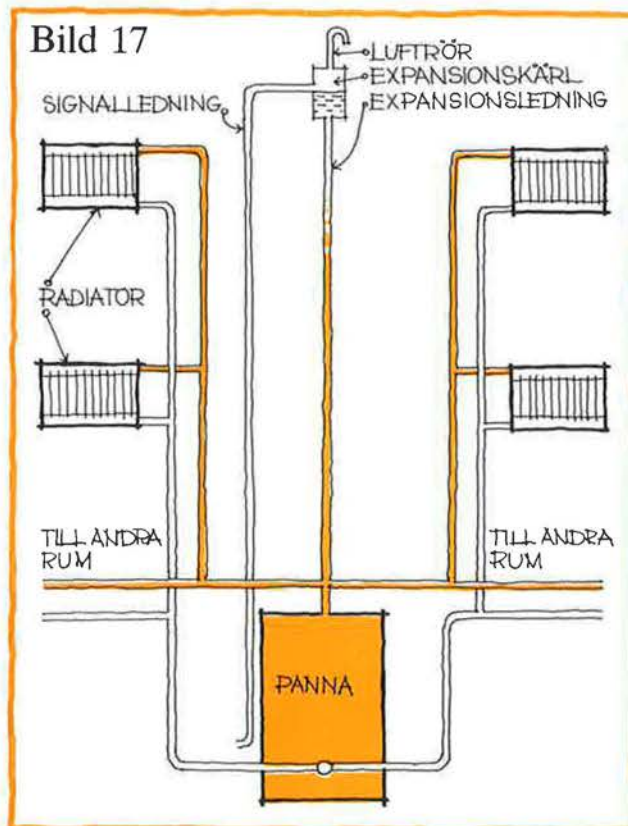 Bild 17
LUFTRÖR
EXPANSIONSKÄRL
SIGNALLEDNING
EXPANSIONSLEDNING
RADIATOR
TILL ANDRA
RUM
TILL ANDRA
RUM
PANNA